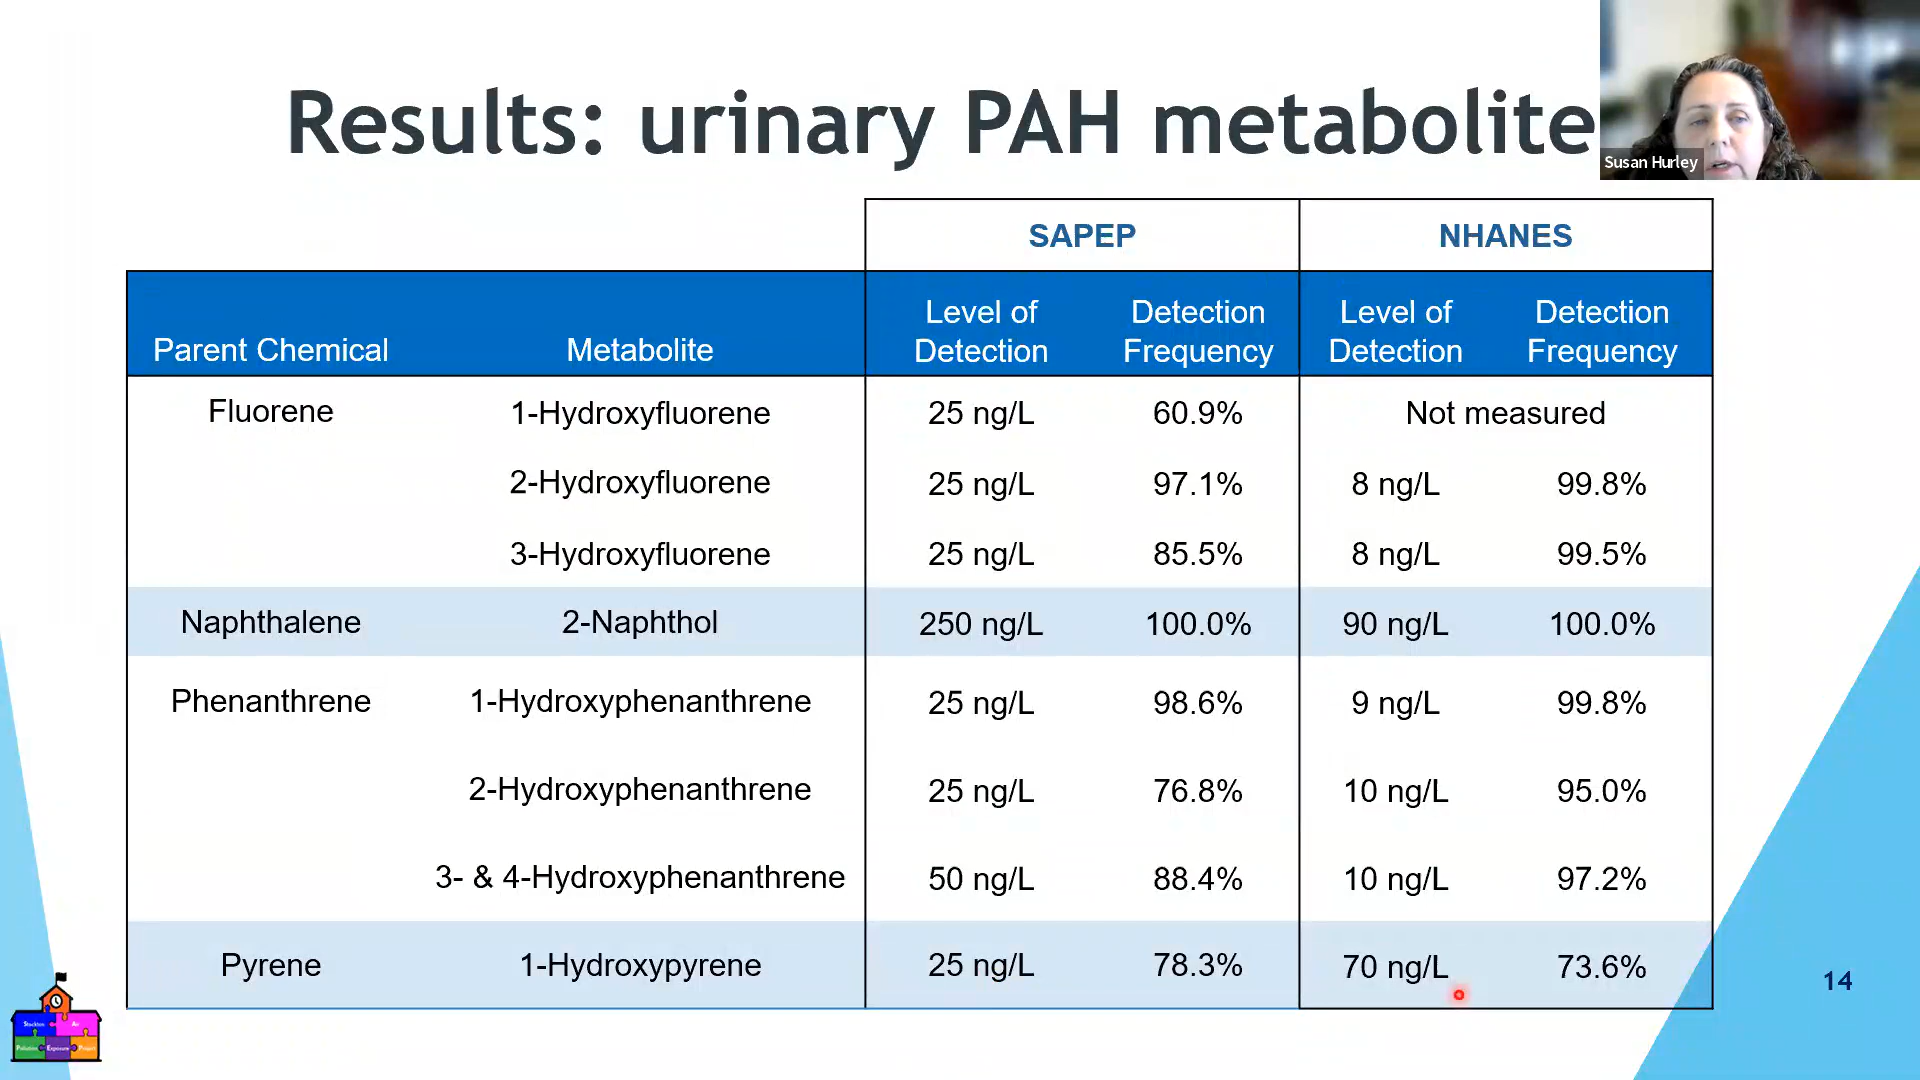 Results: urinary PAH metabolite
Susan Hurley
SAPEP NHANES
Parent Chemical Metabolite Level of Detection Detection Frequency Level of Detection Detection Frequency
Fluorene 1-Hydroxyfluorene 25 ng/L 60.9% Not measured
2-Hydroxyfluorene 25 ng/L 97.1% 8 ng/L 99.8%
3-Hydroxyfluorene 25 ng/L 85.5% 8 ng/L 99.5%
Naphthalene 2-Naphthol 250 ng/L 100.0% 90 ng/L 100.0%
Phenanthrene 1-Hydroxyphenanthrene 25 ng/L 98.6% 9 ng/L 99.8%
2-Hydroxyphenanthrene 25 ng/L 76.8% 10 ng/L 95.0%
3- & 4-Hydroxyphenanthrene 50 ng/L 88.4% 10 ng/L 97.2%
Pyrene 1-Hydroxypyrene 25 ng/L 78.3% 70 ng/L 73.6%
14
Stockton Air
Pollution Exposure Project